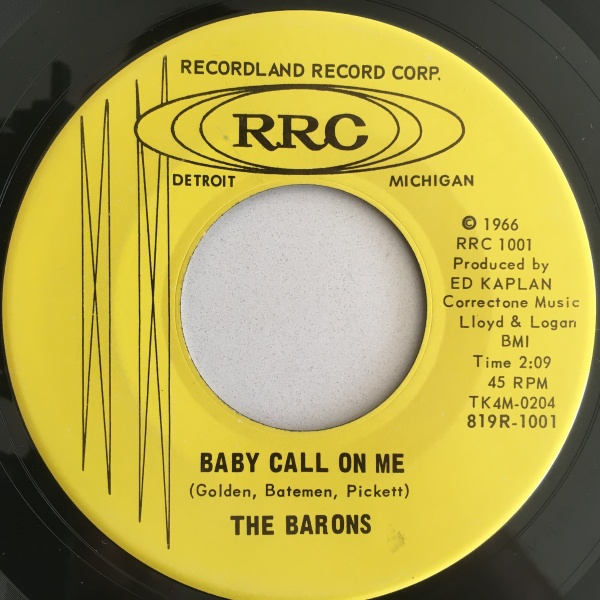 RECORDLAND RECORD CORP.
RRC
DETROIT MICHIGAN
© 1966
RRC 1001
Produced by
ED KAPLAN
Correctone Music
Lloyd & Logan
BMI
Time 2:09
45 RPM
TK4M-0204
819R-1001
BABY CALL ON ME
(Golden, Batemen, Pickett)
THE BARONS